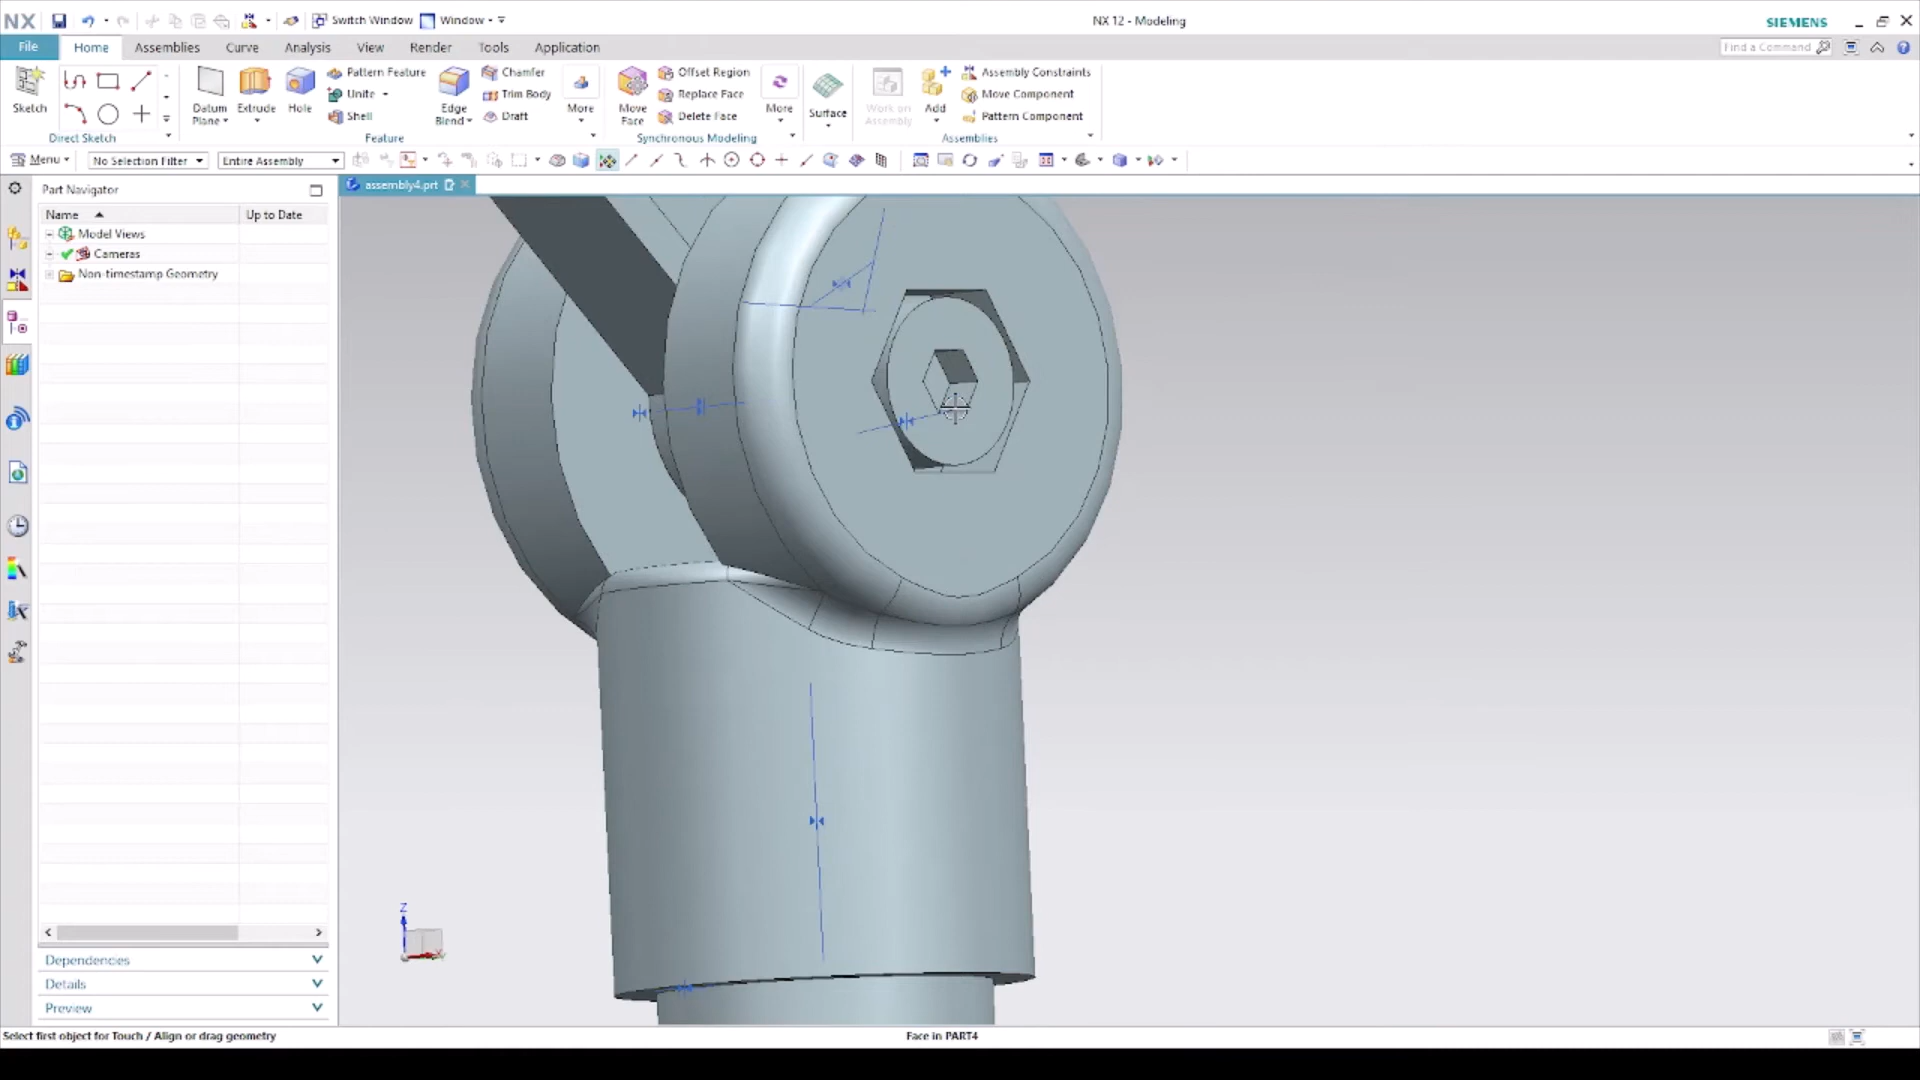 NX
Switch Window
Window
NX 12 - Modeling
SIEMENS
File
Home
Assemblies
Curve
Analysis
View
Render
Tools
Application
Find a Command
Sketch
Direct Sketch
Datum Plane
Extrude
Hole
Pattern Feature
Unite
Shell
Edge Blend
Chamfer
Trim Body
Draft
More
Feature
Move Face
Offset Region
Replace Face
Delete Face
More
Synchronous Modeling
Surface
Work on Assembly
Add
Assembly Constraints
Move Component
Pattern Component
Assemblies
Menu
No Selection Filter
Entire Assembly
Part Navigator
assembly4.prt
Name
Up to Date
Model Views
Cameras
Non-timestamp Geometry
Z
Dependencies
Details
Preview
Select first object for Touch / Align or drag geometry
Face in PART4